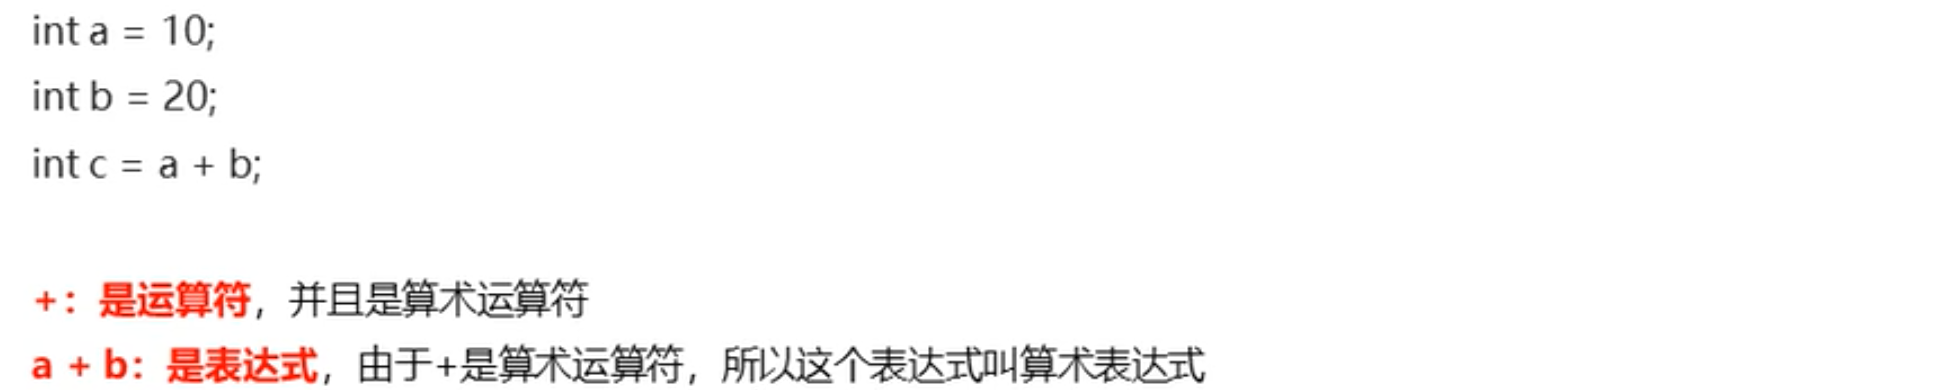 int a = 10;
int b = 20;
int c = a + b;
+：是运算符，并且是算术运算符
a + b：是表达式，由于+是算术运算符，所以这个表达式叫算术表达式